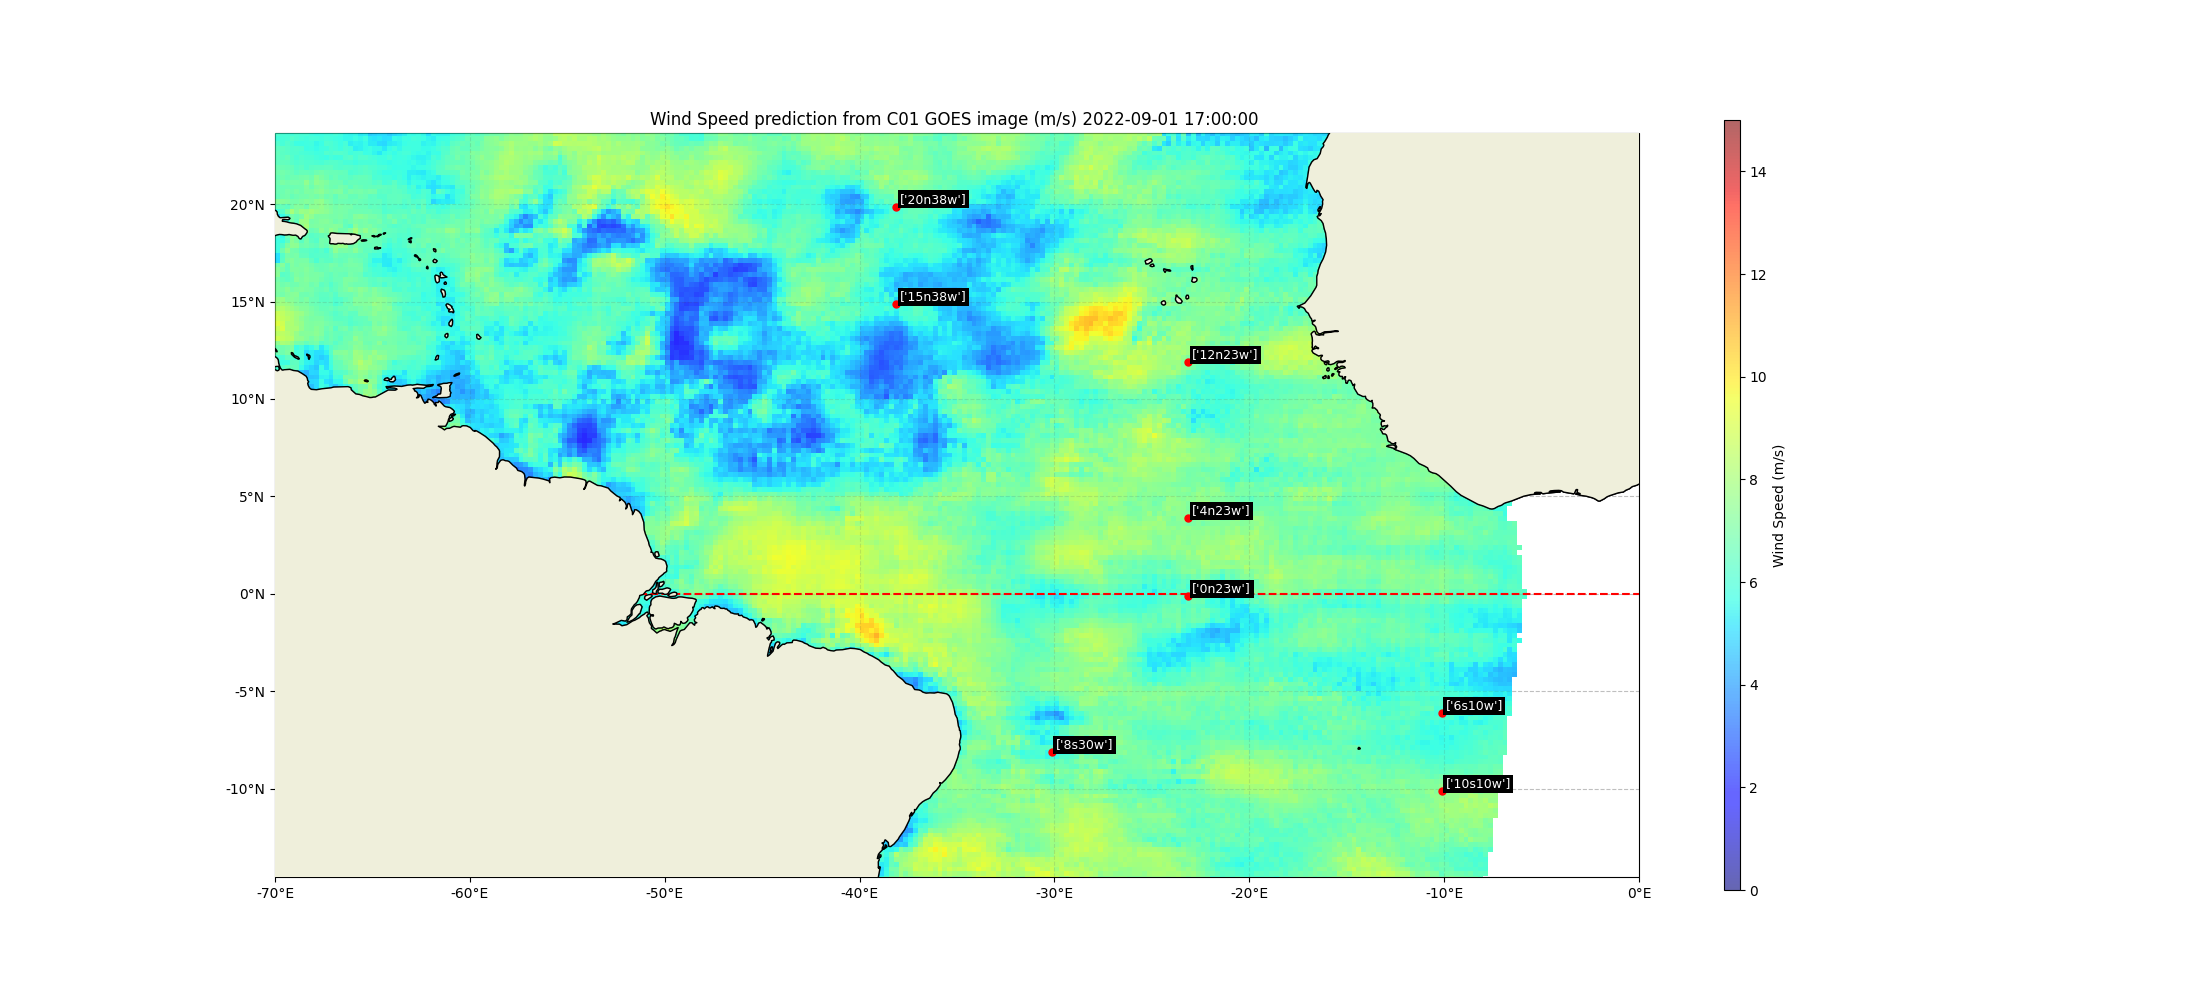 Wind Speed prediction from C01 GOES image (m/s) 2022-09-01 17:00:00
20°N
15°N
10°N
5°N
0°N
-5°N
-10°N
-70°E
-60°E
-50°E
-40°E
-30°E
-20°E
-10°E
0°E
['20n38w']
['15n38w']
['12n23w']
['4n23w']
['0n23w']
['6s10w']
['8s30w']
['10s10w']
14
12
10
8
6
4
2
0
Wind Speed (m/s)